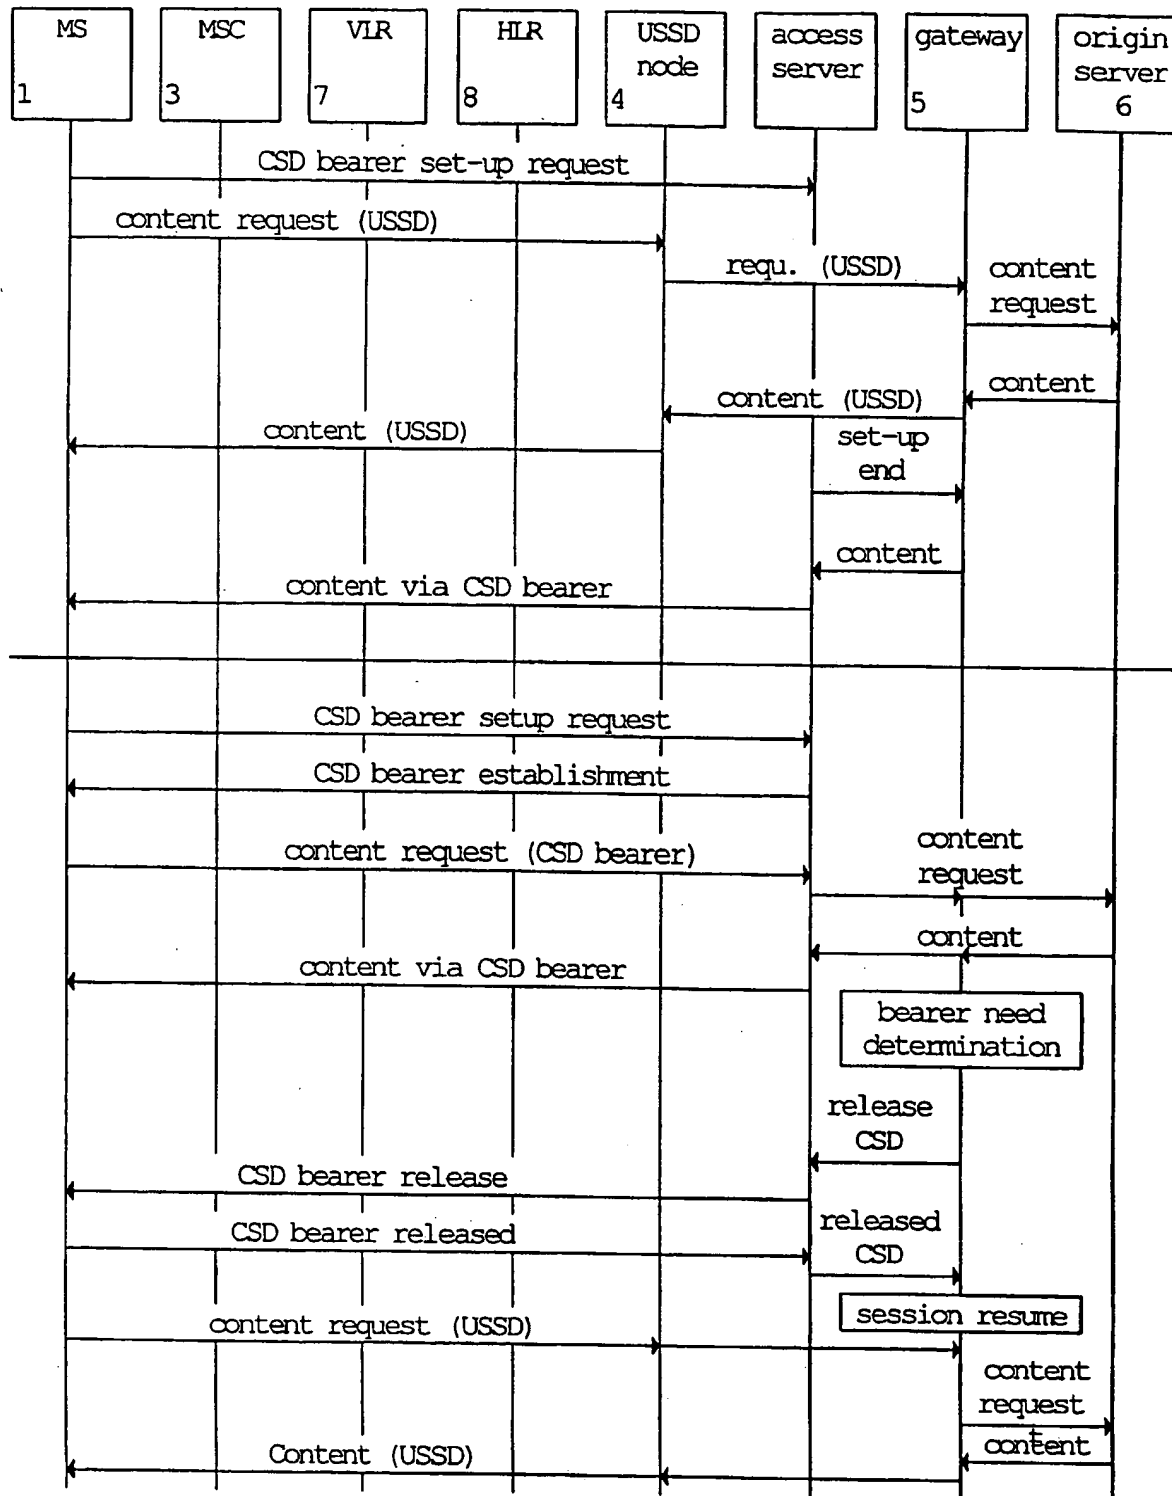 MS
1
MSC
3
VLR
7
HLR
8
USSD
node
4
access
server
gateway
5
origin
server
6
CSD bearer set-up request
content request (USSD)
requ. (USSD)
content
request
content
content (USSD)
content (USSD)
set-up
end
content
content via CSD bearer
CSD bearer setup request
CSD bearer establishment
content request (CSD bearer)
content
request
content
content via CSD bearer
bearer need
determination
release
CSD
CSD bearer release
CSD bearer released
released
CSD
session resume
content request (USSD)
content
request
content
Content (USSD)